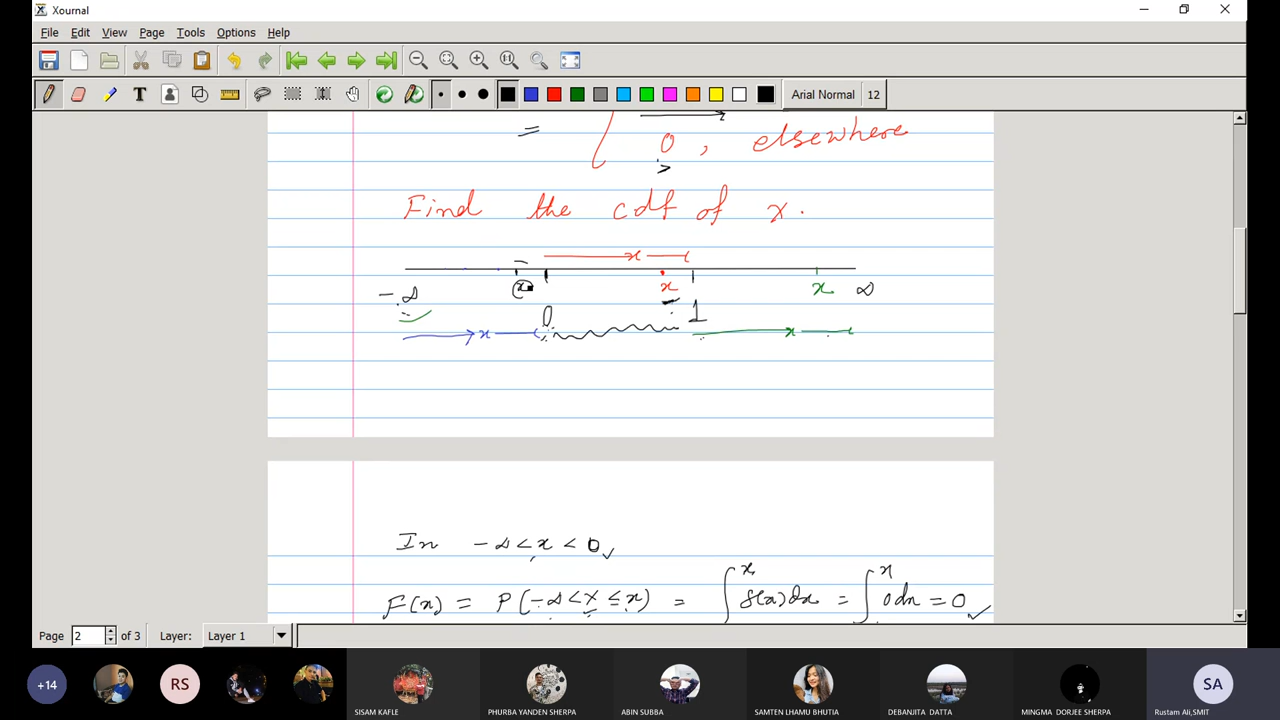 Xournal
File Edit View Page Tools Options Help
Arial Normal 12
= 0 , elsewhere
Find the cdf of x.
x
- ∞ x x x ∞
0 1
x x
In -∞ < x < 0
F(x) = P(-∞ < X ≤ x) = ∫ˣ f(x)dx = ∫ˣ 0dx = 0
Page 2 of 3 Layer: Layer 1
+14 RS SA
SISAM KAFLE PHURBA YANDEN SHERPA ABIN SUBBA SAMTEN LHAMU BHUTIA DEBANJITA DATTA MINGMA DORJEE SHERPA Rustam Ali,SMIT